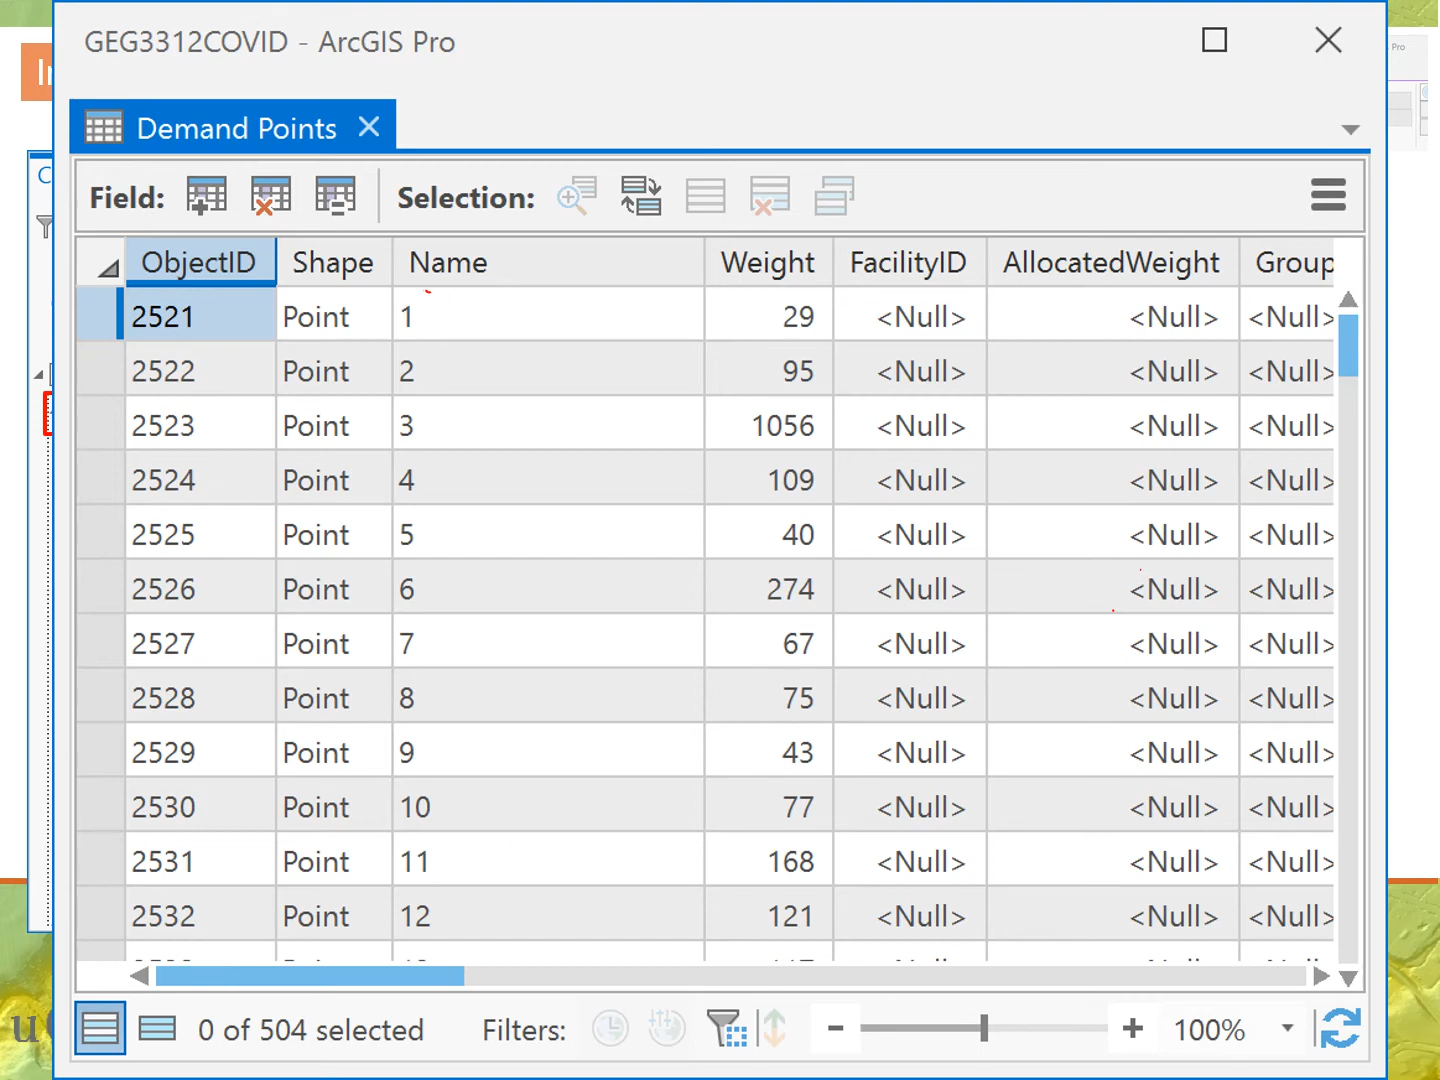 GEG3312COVID - ArcGIS Pro
Demand Points
Field: Selection:
ObjectID Shape Name Weight FacilityID AllocatedWeight Group
2521 Point 1 29 <Null> <Null> <Null>
2522 Point 2 95 <Null> <Null> <Null>
2523 Point 3 1056 <Null> <Null> <Null>
2524 Point 4 109 <Null> <Null> <Null>
2525 Point 5 40 <Null> <Null> <Null>
2526 Point 6 274 <Null> <Null> <Null>
2527 Point 7 67 <Null> <Null> <Null>
2528 Point 8 75 <Null> <Null> <Null>
2529 Point 9 43 <Null> <Null> <Null>
2530 Point 10 77 <Null> <Null> <Null>
2531 Point 11 168 <Null> <Null> <Null>
2532 Point 12 121 <Null> <Null> <Null>
0 of 504 selected Filters: 100%